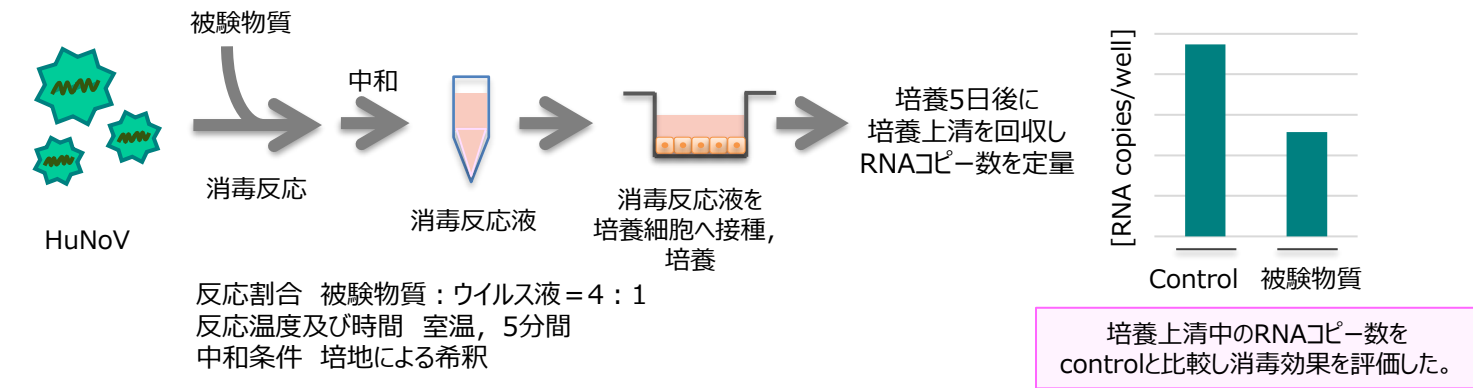 被験物質
中和
消毒反応
HuNoV
消毒反応液
消毒反応液を
培養細胞へ接種,
培養
培養5日後に
培養上清を回収し
RNAコピー数を定量
[RNA copies/well]
Control
被験物質
反応割合 被験物質:ウイルス液=4:1
反応温度及び時間 室温, 5分間
中和条件 培地による希釈
培養上清中のRNAコピー数を
controlと比較し消毒効果を評価した。